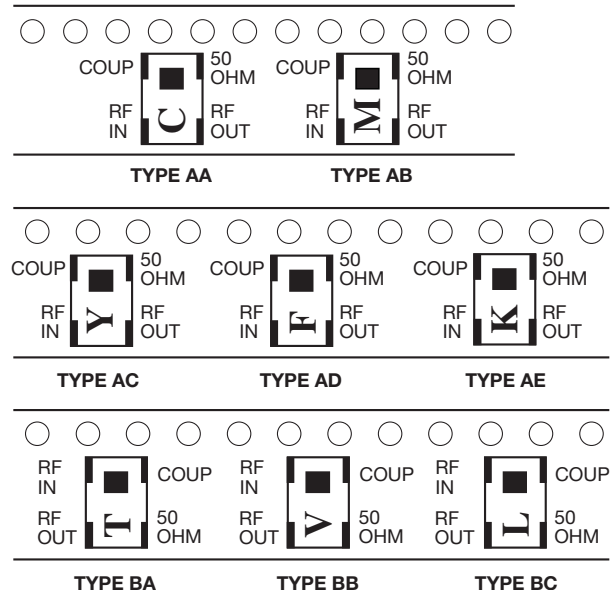 COUP 50 OHM COUP 50 OHM
RF IN C RF OUT RF IN M RF OUT
TYPE AA TYPE AB
COUP 50 OHM COUP 50 OHM COUP 50 OHM
RF IN Y RF OUT RF IN F RF OUT RF IN K RF OUT
TYPE AC TYPE AD TYPE AE
RF IN COUP RF IN COUP RF IN COUP
RF OUT T 50 OHM RF OUT V 50 OHM RF OUT L 50 OHM
TYPE BA TYPE BB TYPE BC